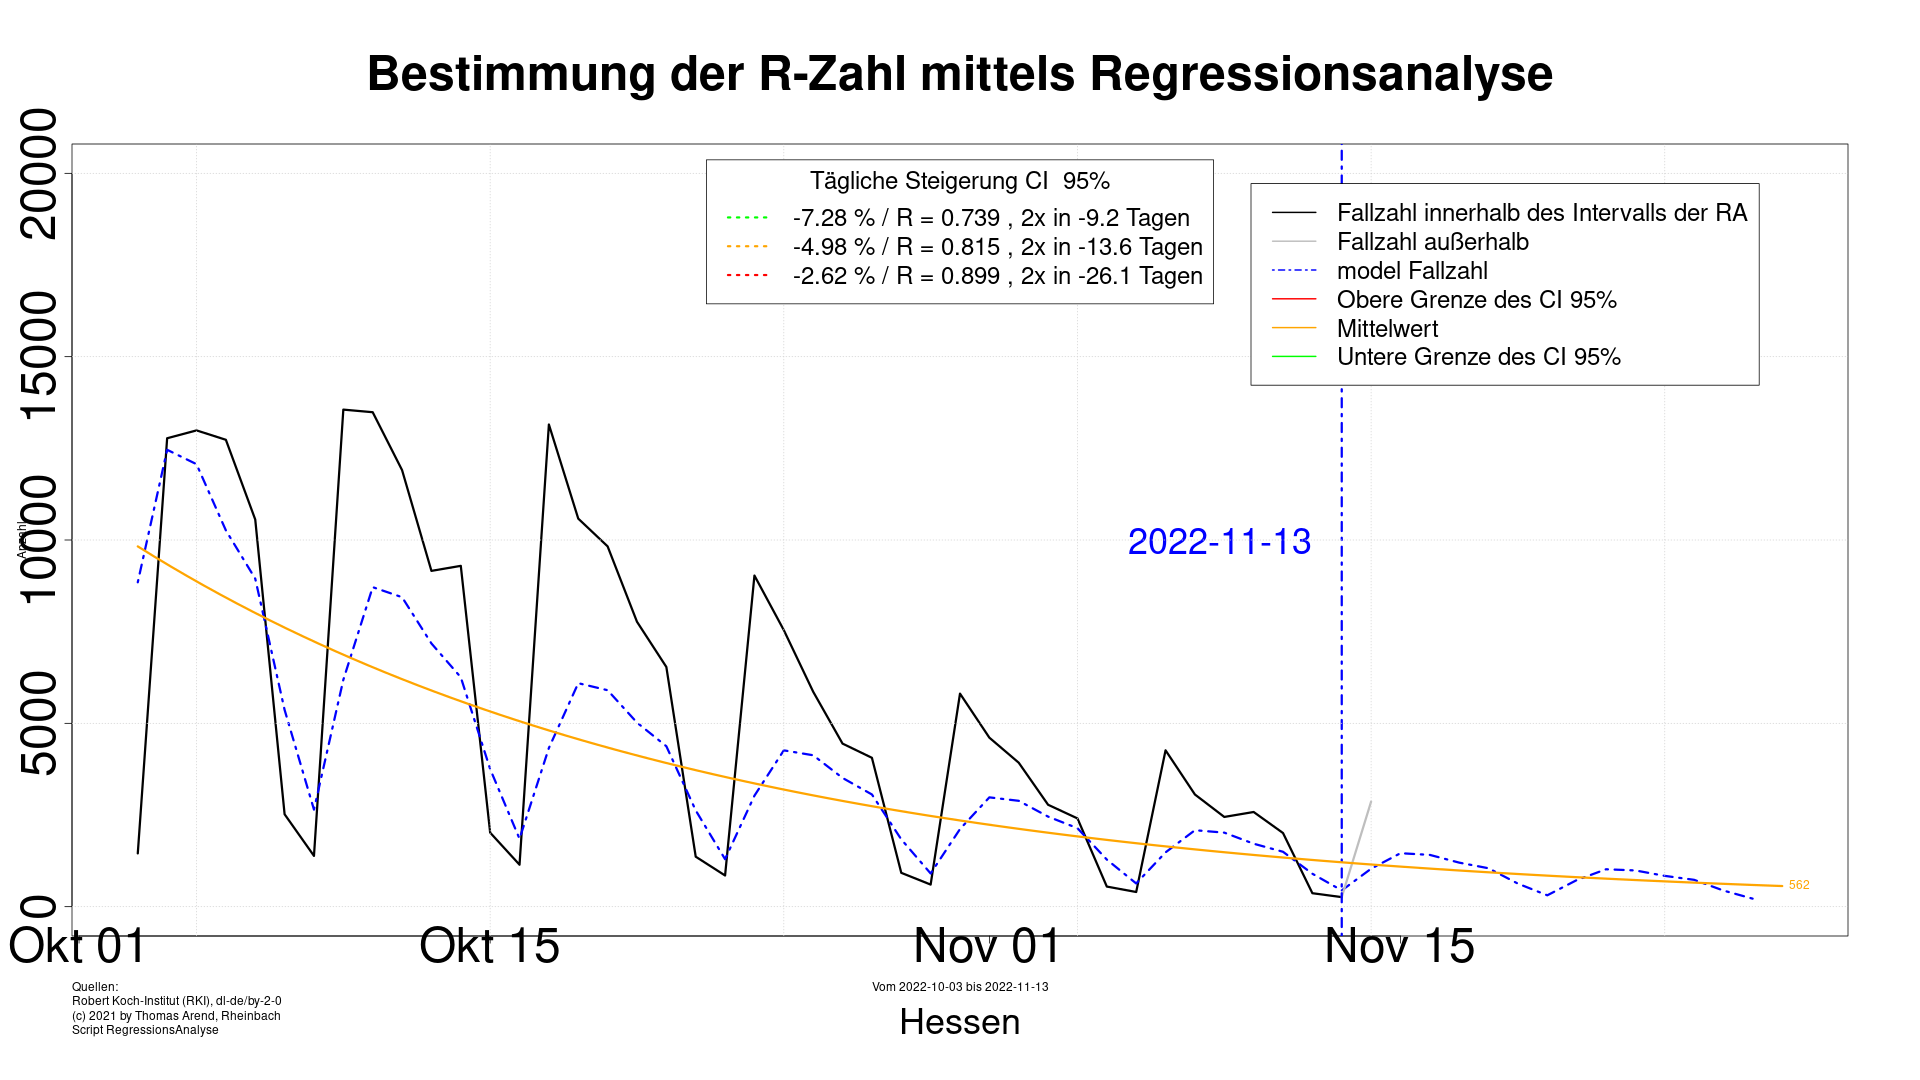 Bestimmung der R-Zahl mittels Regressionsanalyse
20000
15000
10000
5000
0
Anzahl
Tägliche Steigerung CI  95%
-7.28 % / R = 0.739 , 2x in -9.2 Tagen
-4.98 % / R = 0.815 , 2x in -13.6 Tagen
-2.62 % / R = 0.899 , 2x in -26.1 Tagen
Fallzahl innerhalb des Intervalls der RA
Fallzahl außerhalb
model Fallzahl
Obere Grenze des CI 95%
Mittelwert
Untere Grenze des CI 95%
2022-11-13
562
Okt 01
Okt 15
Nov 01
Nov 15
Quellen:
Robert Koch-Institut (RKI), dl-de/by-2-0
(c) 2021 by Thomas Arend, Rheinbach
Script RegressionsAnalyse
Vom 2022-10-03 bis 2022-11-13
Hessen